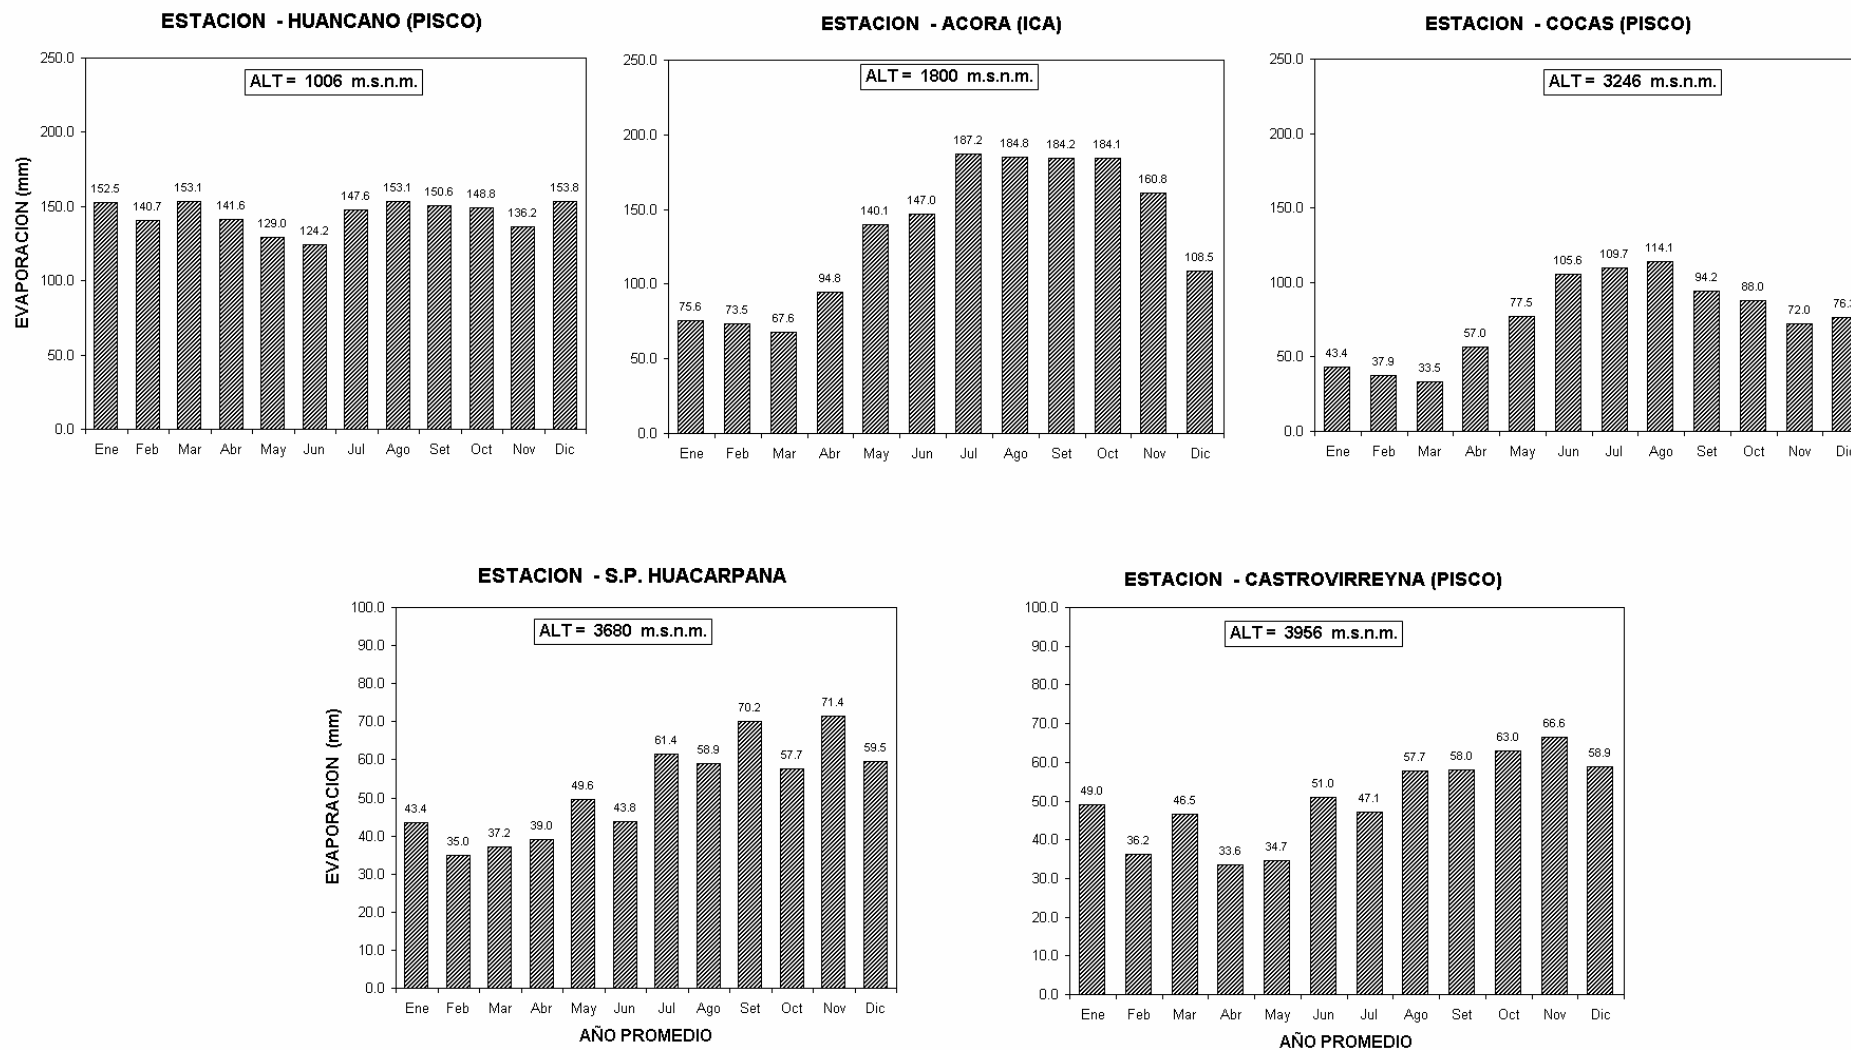 ESTACION - HUANCANO (PISCO)
ALT = 1006 m.s.n.m.
EVAPORACION (mm)
250.0
200.0
150.0
100.0
50.0
0.0
152.5 140.7 153.1 141.6 129.0 124.2 147.6 153.1 150.6 148.8 136.2 153.8
Ene Feb Mar Abr May Jun Jul Ago Set Oct Nov Dic
ESTACION - ACORA (ICA)
ALT = 1800 m.s.n.m.
250.0
200.0
150.0
100.0
50.0
0.0
75.6 73.5 67.6 94.8 140.1 147.0 187.2 184.8 184.2 184.1 160.8 108.5
Ene Feb Mar Abr May Jun Jul Ago Set Oct Nov Dic
ESTACION - COCAS (PISCO)
ALT = 3246 m.s.n.m.
250.0
200.0
150.0
100.0
50.0
0.0
43.4 37.9 33.5 57.0 77.5 105.6 109.7 114.1 94.2 88.0 72.0
Ene Feb Mar Abr May Jun Jul Ago Set Oct Nov
ESTACION - S.P. HUACARPANA
ALT = 3680 m.s.n.m.
EVAPORACION (mm)
100.0
90.0
80.0
70.0
60.0
50.0
40.0
30.0
20.0
10.0
0.0
43.4 35.0 37.2 39.0 49.6 43.8 61.4 58.9 70.2 57.7 71.4 59.5
Ene Feb Mar Abr May Jun Jul Ago Set Oct Nov Dic
AÑO PROMEDIO
ESTACION - CASTROVIRREYNA (PISCO)
ALT = 3956 m.s.n.m.
100.0
90.0
80.0
70.0
60.0
50.0
40.0
30.0
20.0
10.0
0.0
49.0 36.2 46.5 33.6 34.7 51.0 47.1 57.7 58.0 63.0 66.6 58.9
Ene Feb Mar Abr May Jun Jul Ago Set Oct Nov Dic
AÑO PROMEDIO